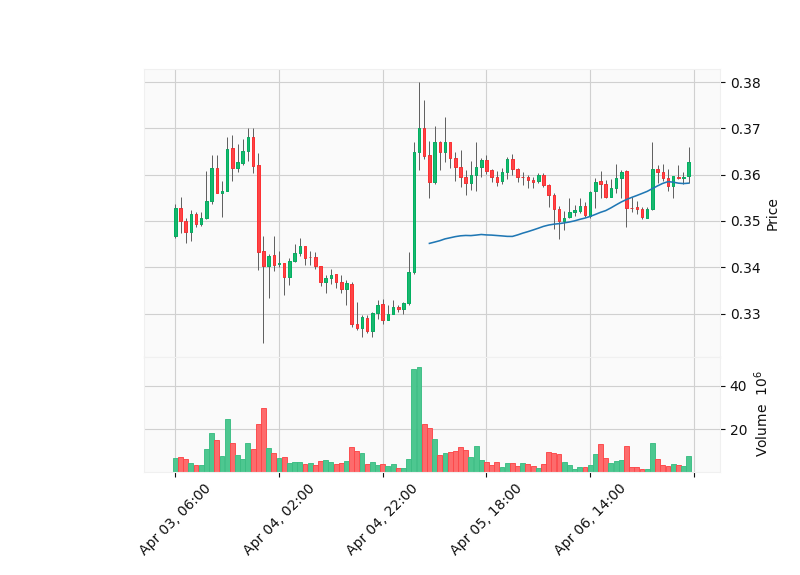 0.38
0.37
0.36
0.35
0.34
0.33
Price
40
20
Volume 10^6
Apr 03, 06:00
Apr 04, 02:00
Apr 04, 22:00
Apr 05, 18:00
Apr 06, 14:00